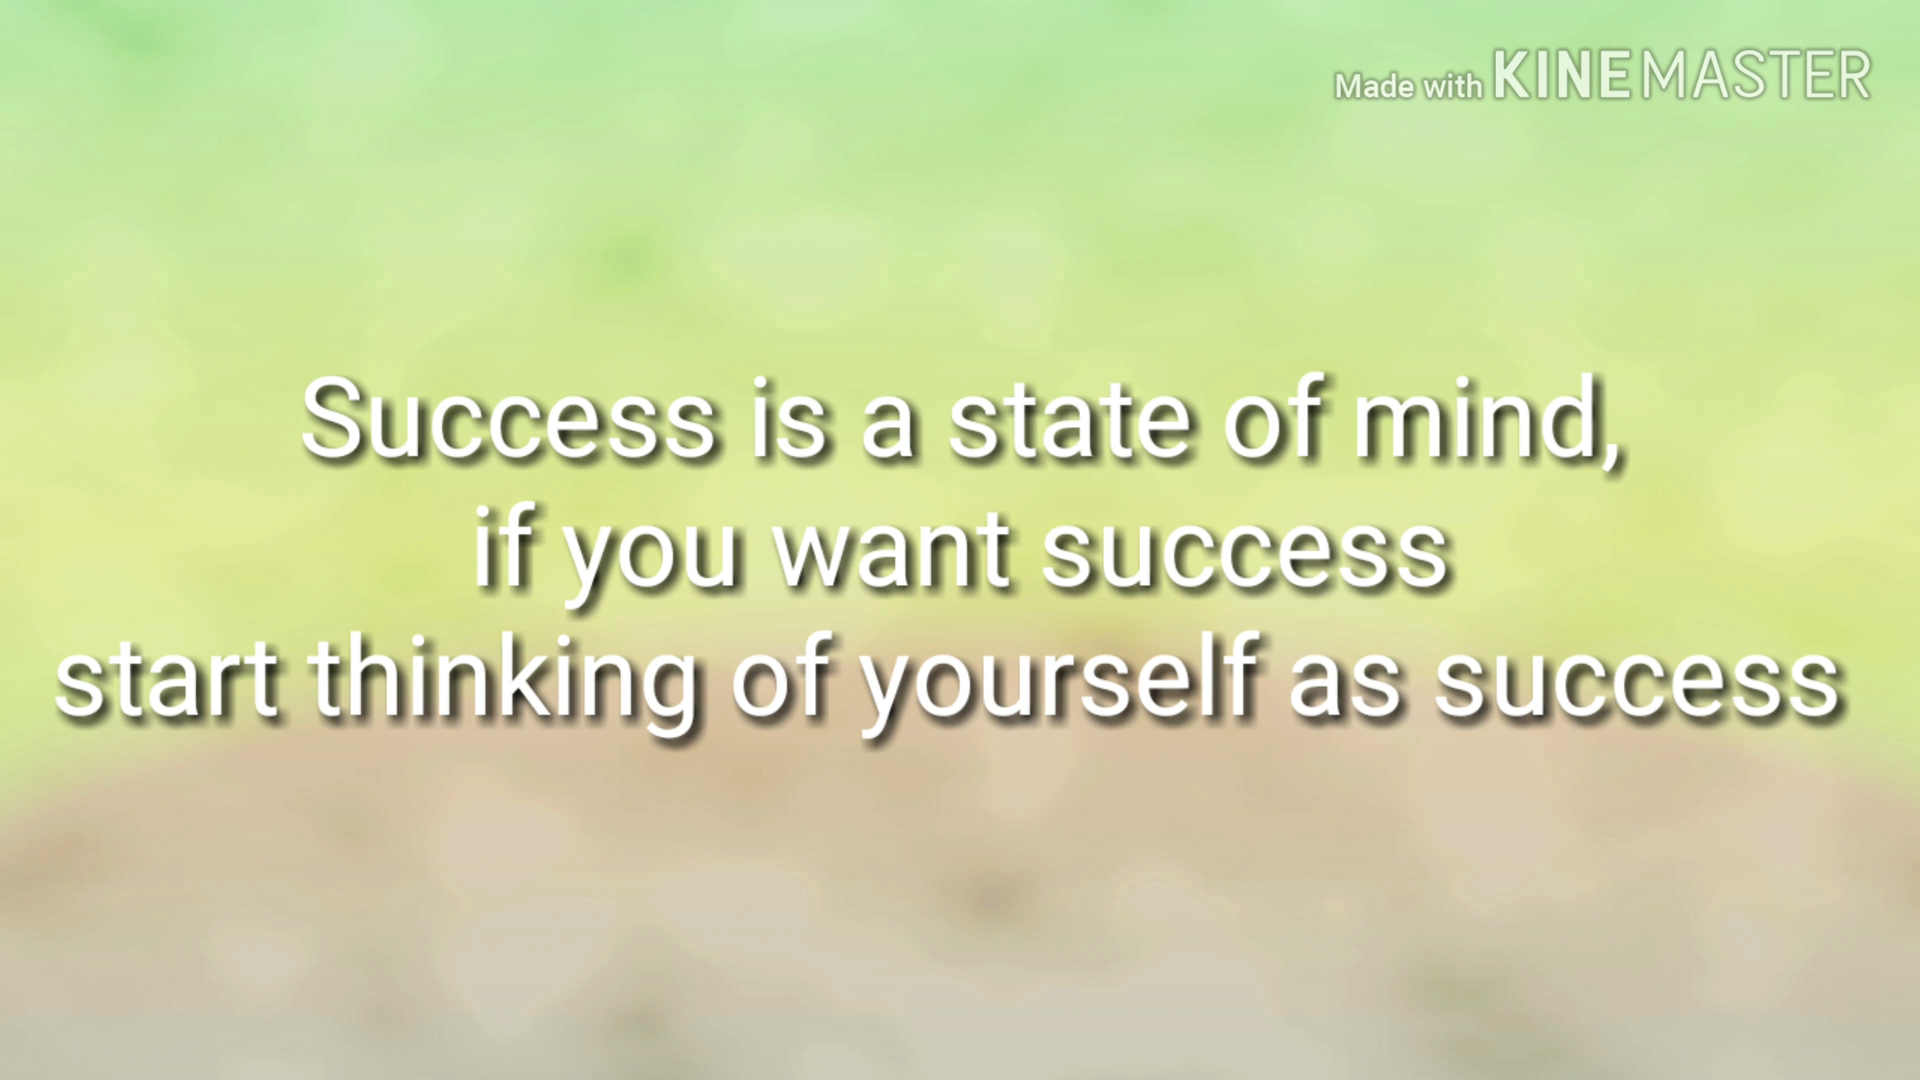 Made with KINEMASTER
Success is a state of mind,
if you want success
start thinking of yourself as success